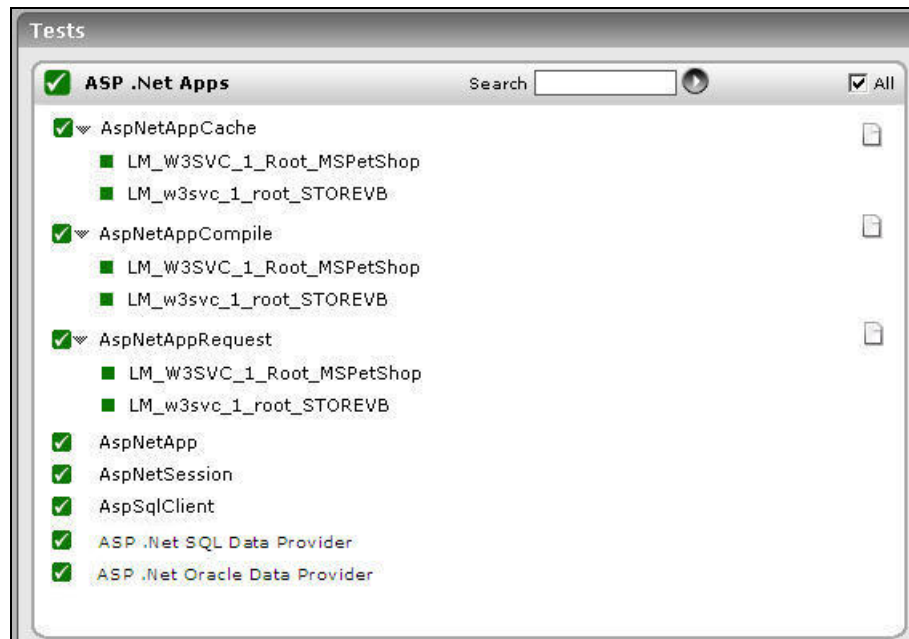 Tests
ASP .Net Apps Search All
AspNetAppCache
LM_W3SVC_1_Root_MSPetShop
LM_w3svc_1_root_STOREVB
AspNetAppCompile
LM_W3SVC_1_Root_MSPetShop
LM_w3svc_1_root_STOREVB
AspNetAppRequest
LM_W3SVC_1_Root_MSPetShop
LM_w3svc_1_root_STOREVB
AspNetApp
AspNetSession
AspSqlClient
ASP .Net SQL Data Provider
ASP .Net Oracle Data Provider